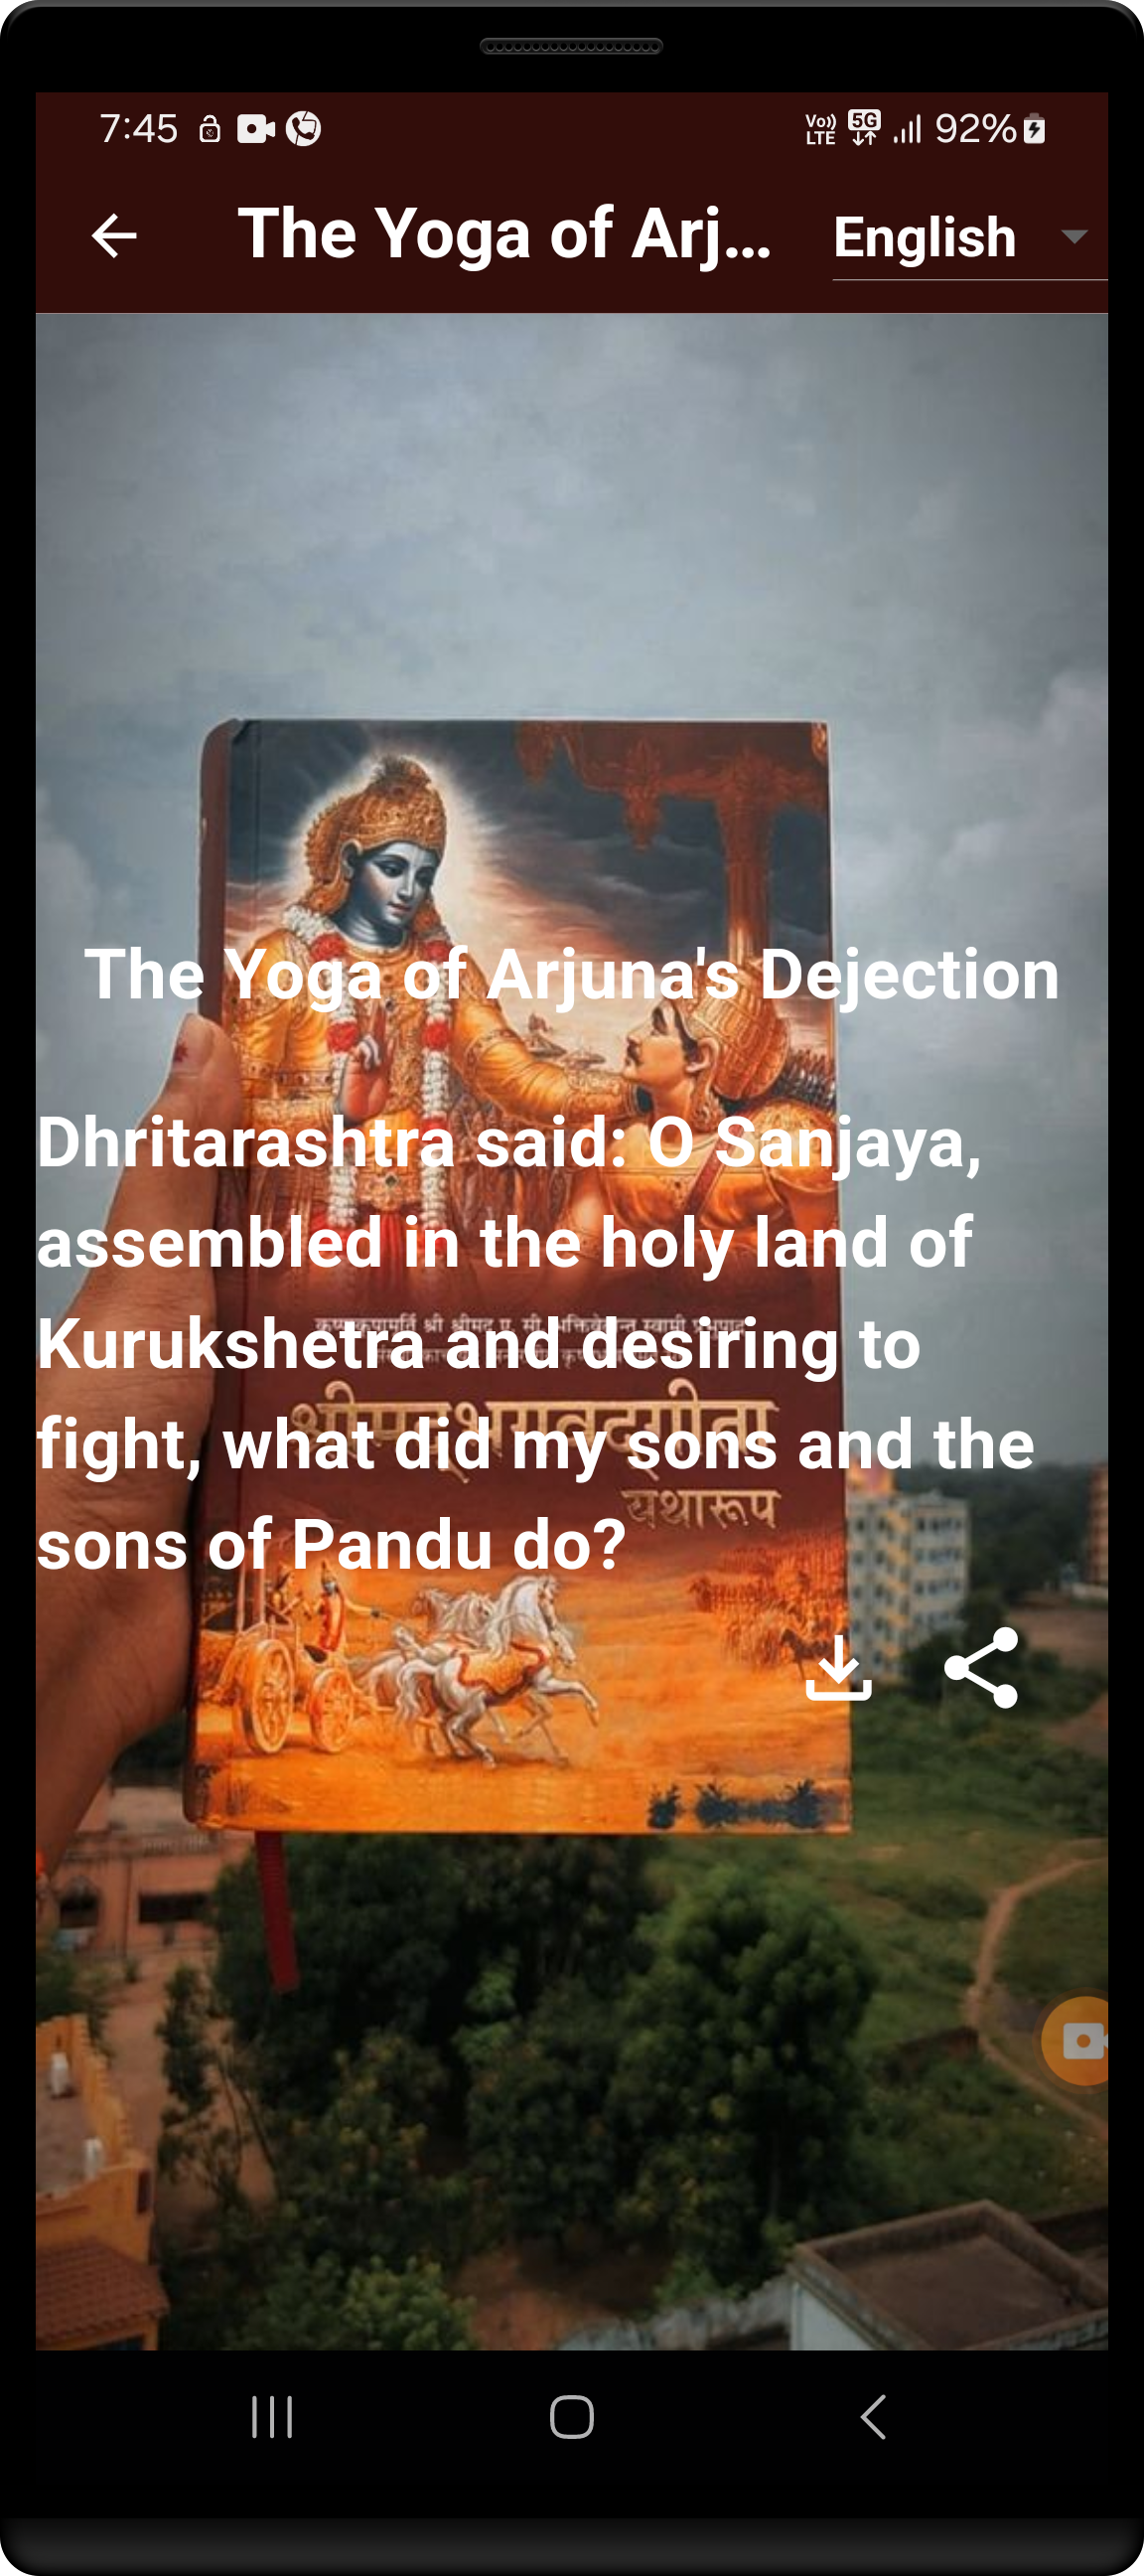 7:45
Vo)) LTE 5G 92%
The Yoga of Arj... English
The Yoga of Arjuna's Dejection
Dhritarashtra said: O Sanjaya,
assembled in the holy land of
Kurukshetra and desiring to
fight, what did my sons and the
sons of Pandu do?
श्रीमद्भगवद्गीता
यथारूप